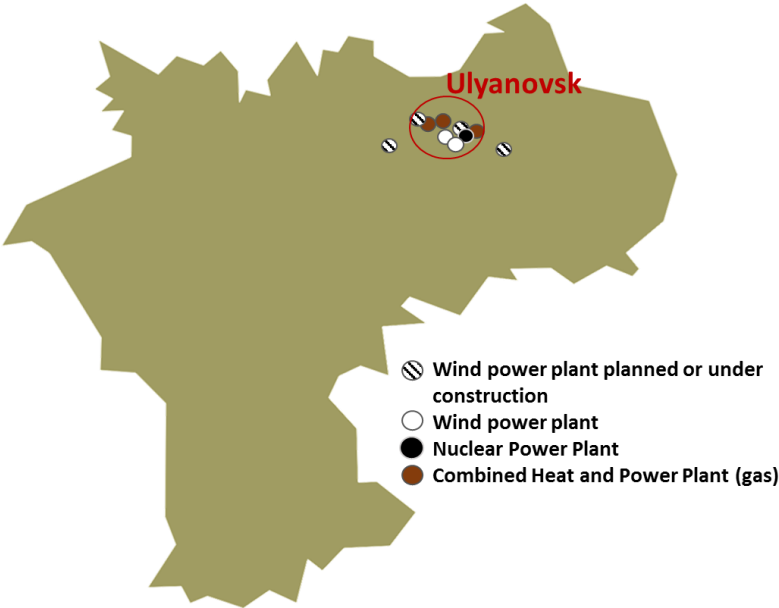 Ulyanovsk
Wind power plant planned or under
construction
Wind power plant
Nuclear Power Plant
Combined Heat and Power Plant (gas)